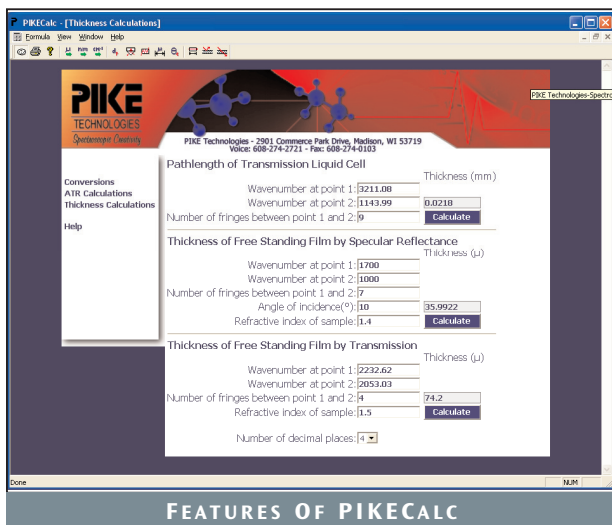 PIKECalc - [Thickness Calculations]
Formula View Window Help
PIKE Technologies-Spectro
PIKE
TECHNOLOGIES
Spectroscopic Creativity
PIKE Technologies - 2901 Commerce Park Drive, Madison, WI 53719
Voice: 608-274-2721 - Fax: 608-274-0103
Conversions
ATR Calculations
Thickness Calculations
Help
Pathlength of Transmission Liquid Cell
Thickness (mm)
Wavenumber at point 1: 3211.08
Wavenumber at point 2: 1143.99 0.0218
Number of fringes between point 1 and 2: 9 Calculate
Thickness of Free Standing Film by Specular Reflectance
Thickness (μ)
Wavenumber at point 1: 1700
Wavenumber at point 2: 1000
Number of fringes between point 1 and 2: 7
Angle of incidence(°): 10 35.9922
Refractive index of sample: 1.4 Calculate
Thickness of Free Standing Film by Transmission
Thickness (μ)
Wavenumber at point 1: 2232.62
Wavenumber at point 2: 2053.03
Number of fringes between point 1 and 2: 4 74.2
Refractive index of sample: 1.5 Calculate
Number of decimal places: 4
Done NUM
FEATURES OF PIKECALC